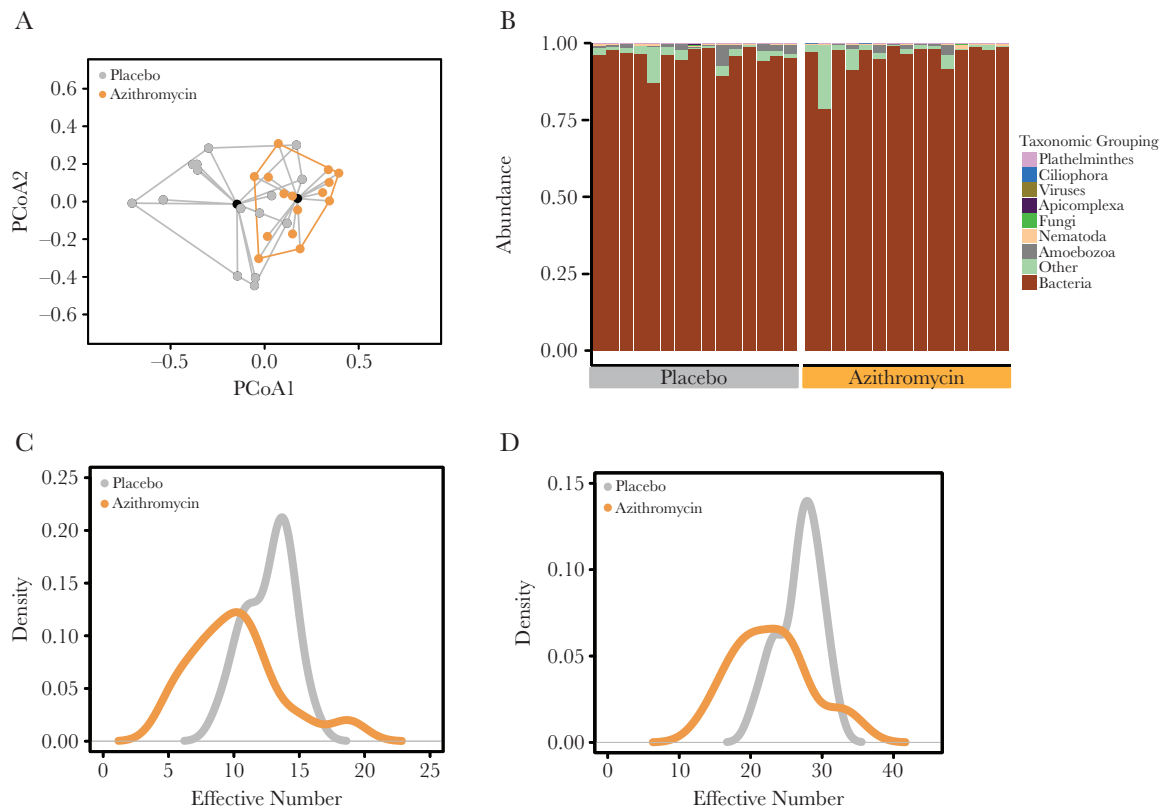 A
Placebo
Azithromycin
0.6
0.4
0.2
0.0
−0.2
−0.4
−0.6
PCoA2
−0.5
0.0
0.5
PCoA1
B
1.00
0.75
0.50
0.25
0.00
Abundance
Placebo
Azithromycin
Taxonomic Grouping
Plathelminthes
Ciliophora
Viruses
Apicomplexa
Fungi
Nematoda
Amoebozoa
Other
Bacteria
C
Placebo
Azithromycin
0.25
0.20
0.15
0.10
0.05
0.00
Density
0
5
10
15
20
25
Effective Number
D
Placebo
Azithromycin
0.15
0.10
0.05
0.00
Density
0
10
20
30
40
Effective Number